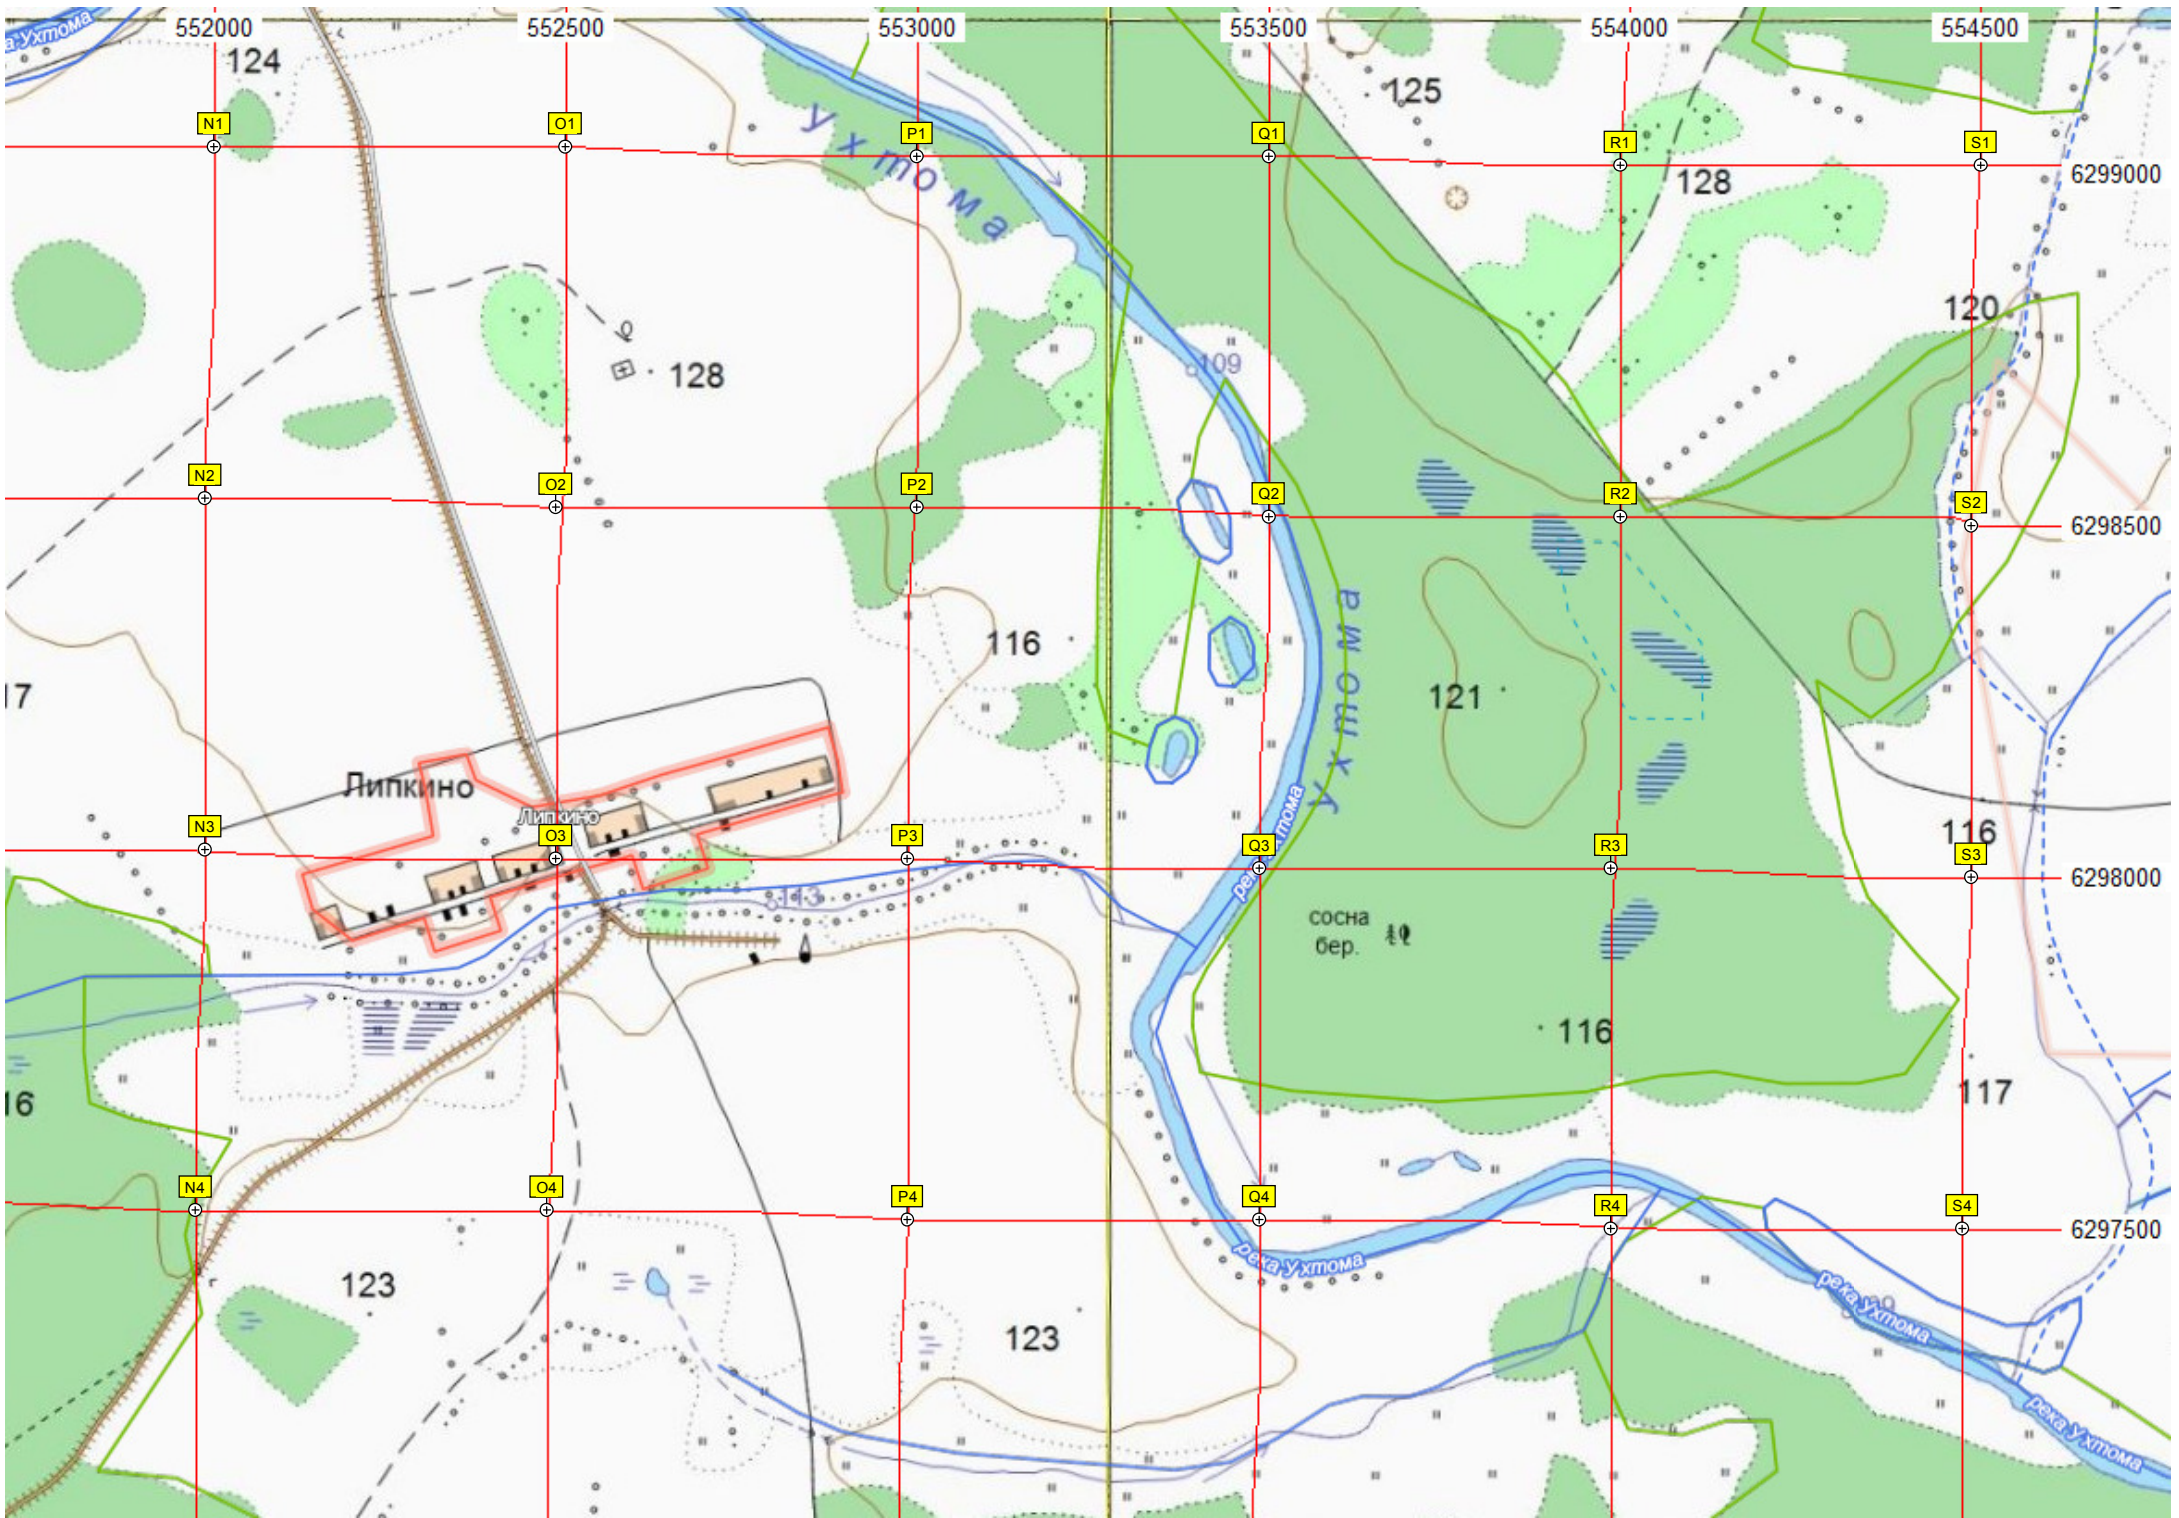 552000 552500 553000 553500 554000 554500
а Ухтома
124
125
N1 O1 P1 Q1 R1 S1
Ухтома
6299000
128
120
109
128
N2 O2 P2 Q2 R2 S2
6298500
116
Ухтома
17
121
Липкино
Липкино
N3 O3 P3 Q3 R3 S3
116
река Ухтома
6298000
113
сосна
бер.
116
16
117
N4 O4 P4 Q4 R4 S4
6297500
река Ухтома
123
река Ухтома
123
река Ухтома